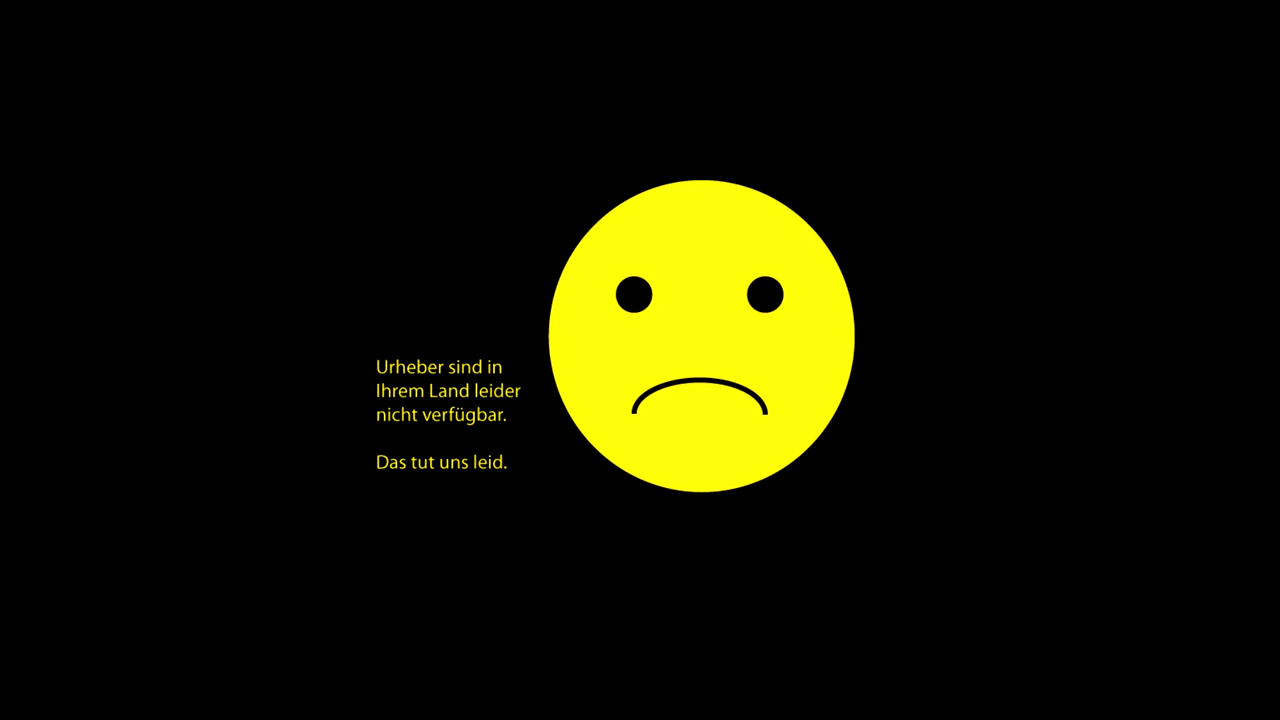 Urheber sind in
Ihrem Land leider
nicht verfügbar.
Das tut uns leid.